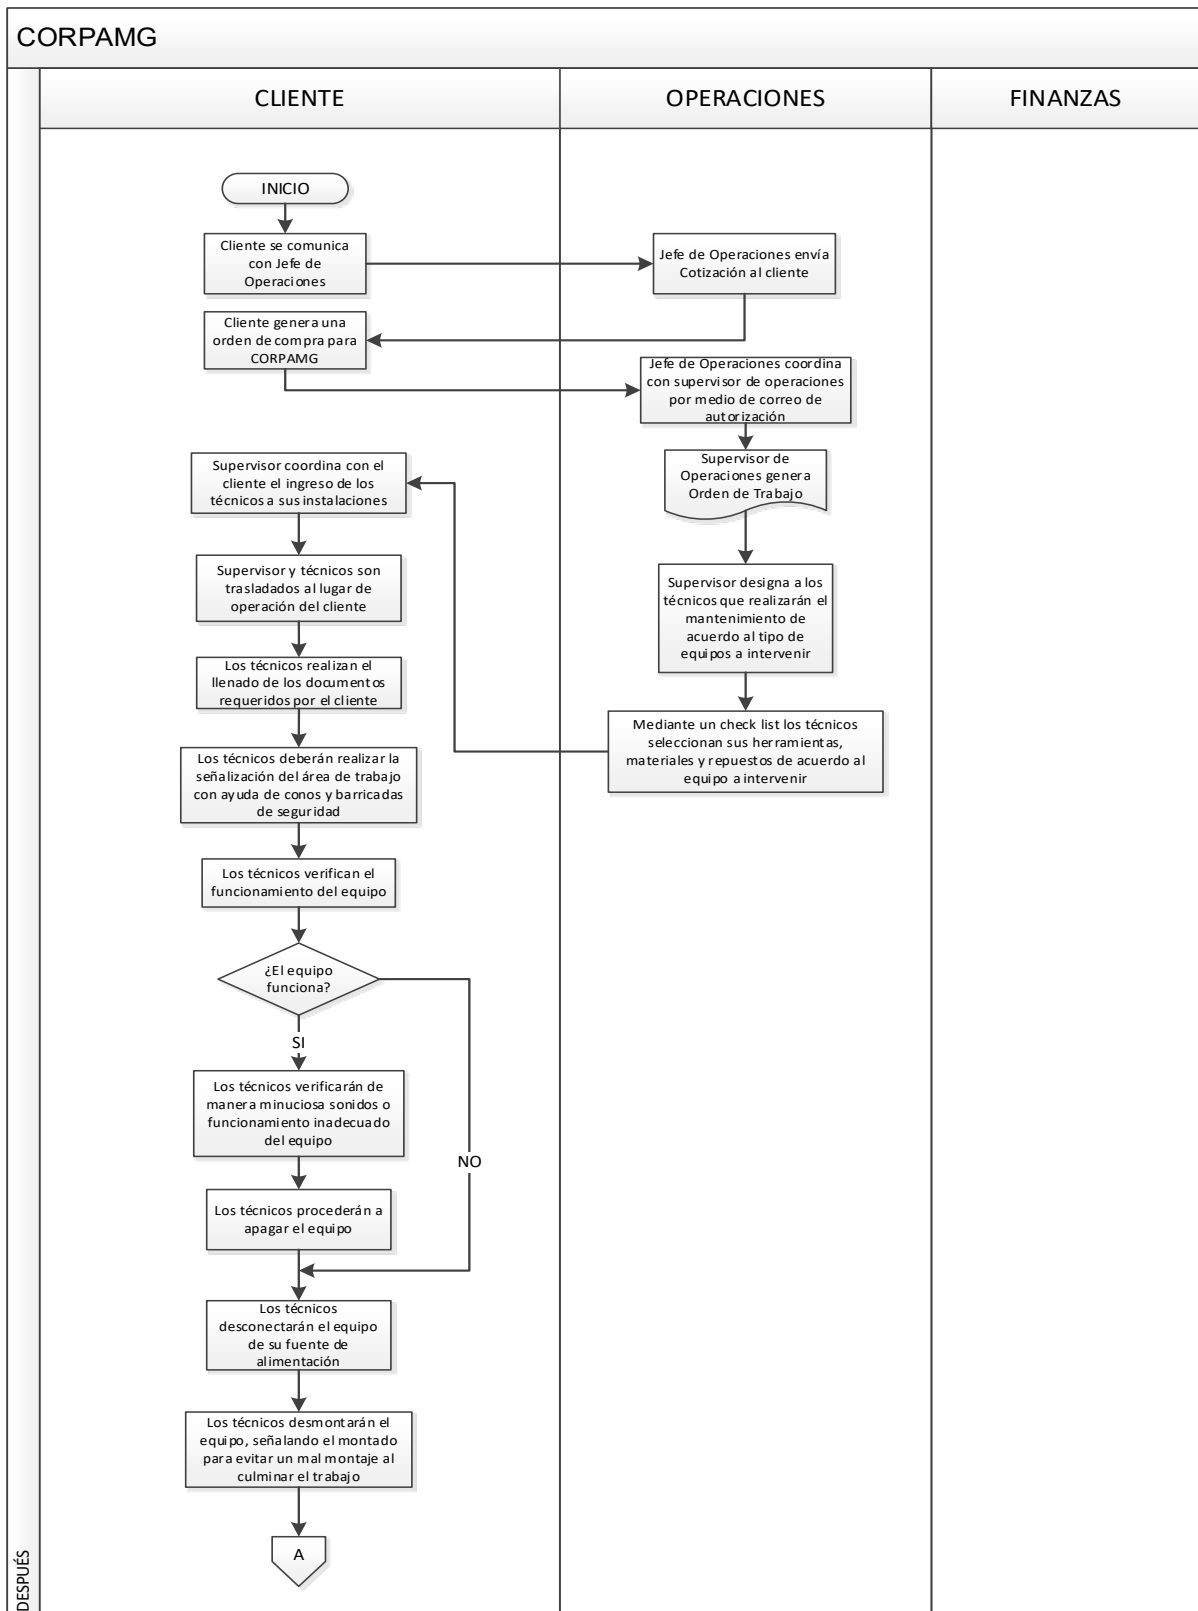 CORPAMG
CLIENTE
OPERACIONES
FINANZAS
INICIO
Cliente se comunica
con Jefe de
Operaciones
Jefe de Operaciones envía
Cotización al cliente
Cliente genera una
orden de compra para
CORPAMG
Jefe de Operaciones coordina
con supervisor de operaciones
por medio de correo de
autorización
Supervisor de
Operaciones genera
Orden de Trabajo
Supervisor designa a los
técnicos que realizarán el
mantenimiento de
acuerdo al tipo de
equipos a intervenir
Mediante un check list los técnicos
seleccionan sus herramientas,
materiales y repuestos de acuerdo al
equipo a intervenir
Supervisor coordina con el
cliente el ingreso de los
técnicos a sus instalaciones
Supervisor y técnicos son
trasladados al lugar de
operación del cliente
Los técnicos realizan el
llenado de los documentos
requeridos por el cliente
Los técnicos deberán realizar la
señalización del área de trabajo
con ayuda de conos y barricadas
de seguridad
Los técnicos verifican el
funcionamiento del equipo
¿El equipo
funciona?
SI
NO
Los técnicos verificarán de
manera minuciosa sonidos o
funcionamiento inadecuado
del equipo
Los técnicos procederán a
apagar el equipo
Los técnicos
desconectarán el equipo
de su fuente de
alimentación
Los técnicos desmontarán el
equipo, señalando el montado
para evitar un mal montaje al
culminar el trabajo
A
DESPUÉS